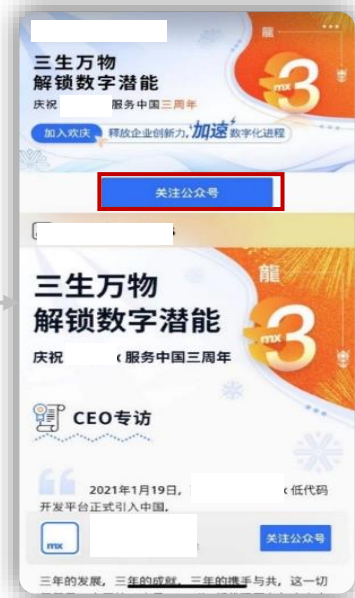 龍
三生万物
解锁数字潜能
庆祝 服务中国三周年
mx
3
加入欢庆 释放企业创新力，加速数字化进程
关注公众号
龍
三生万物
解锁数字潜能
庆祝 x 服务中国三周年
mx
3
CEO专访
2021年1月19日， x 低代码
开发平台正式引入中国，
mx
关注公众号
三年的发展，三年的成就，三年的携手与共，这一切